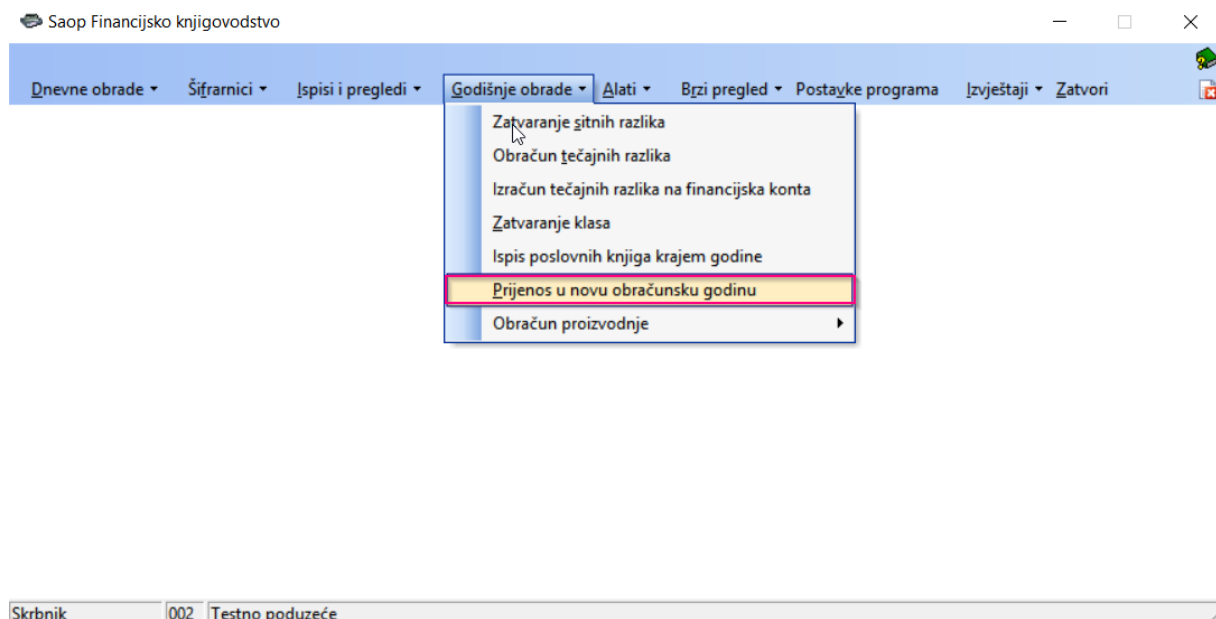 Saop Financijsko knjigovodstvo
Dnevne obrade Šifrarnici Ispisi i pregledi Godišnje obrade Alati Brzi pregled Postavke programa Izvještaji Zatvori
Zatvaranje sitnih razlika
Obračun tečajnih razlika
Izračun tečajnih razlika na financijska konta
Zatvaranje klasa
Ispis poslovnih knjiga krajem godine
Prijenos u novu obračunsku godinu
Obračun proizvodnje
Skrbnik 002 Testno poduzeće